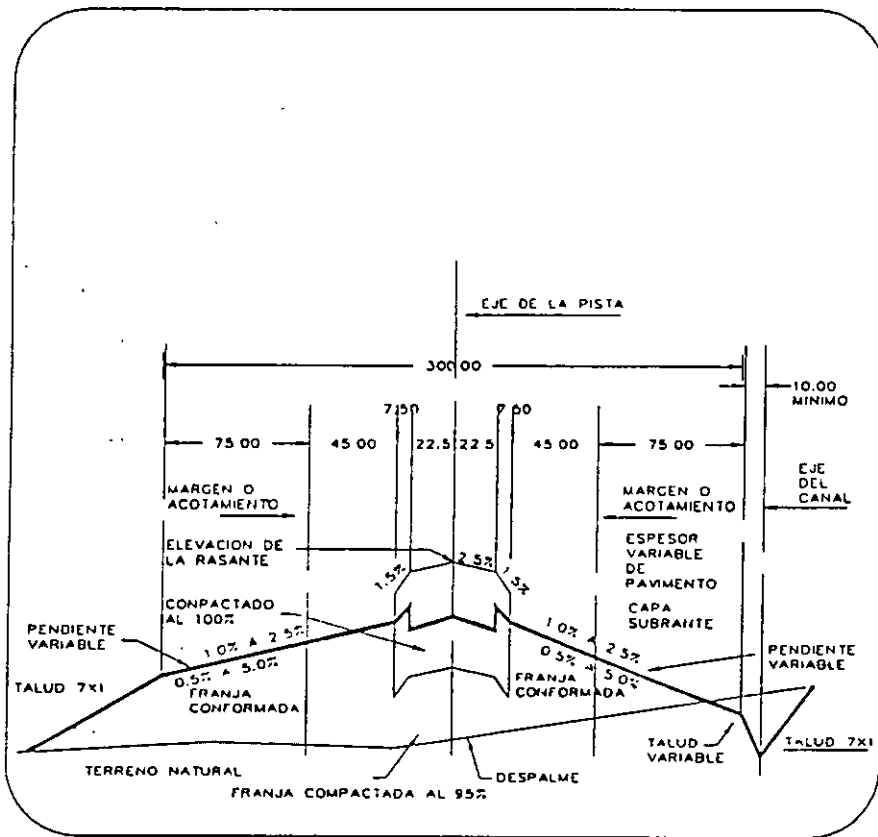 EJE DE LA PISTA
300.00
10.00
MINIMO
7.50 7.50
75.00 45.00 22.5 22.5 45.00 75.00
MARGEN O
ACOTAMIENTO
MARGEN O
ACOTAMIENTO
EJE
DEL
CANAL
ELEVACION DE
LA RASANTE
ESPESOR
VARIABLE
DE
PAVIMENTO
1.5% 2.5% 1.5%
CONPACTADO
AL 100%
CAPA
SUBRANTE
PENDIENTE
VARIABLE
1.0% A 2.5%
0.5% A 5.0%
1.0% A 2.5%
0.5% A 5.0%
PENDIENTE
VARIABLE
TALUD 7X1
FRANJA
CONFORMADA
FRANJA
CONFORMADA
TALUD
VARIABLE
TALUD 7X1
TERRENO NATURAL
DESPALME
FRANJA COMPACTADA AL 95%